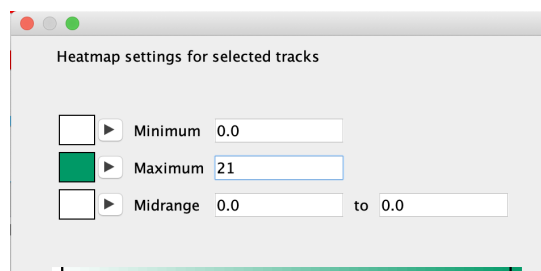 Heatmap settings for selected tracks
Minimum 0.0
Maximum 21
Midrange 0.0 to 0.0